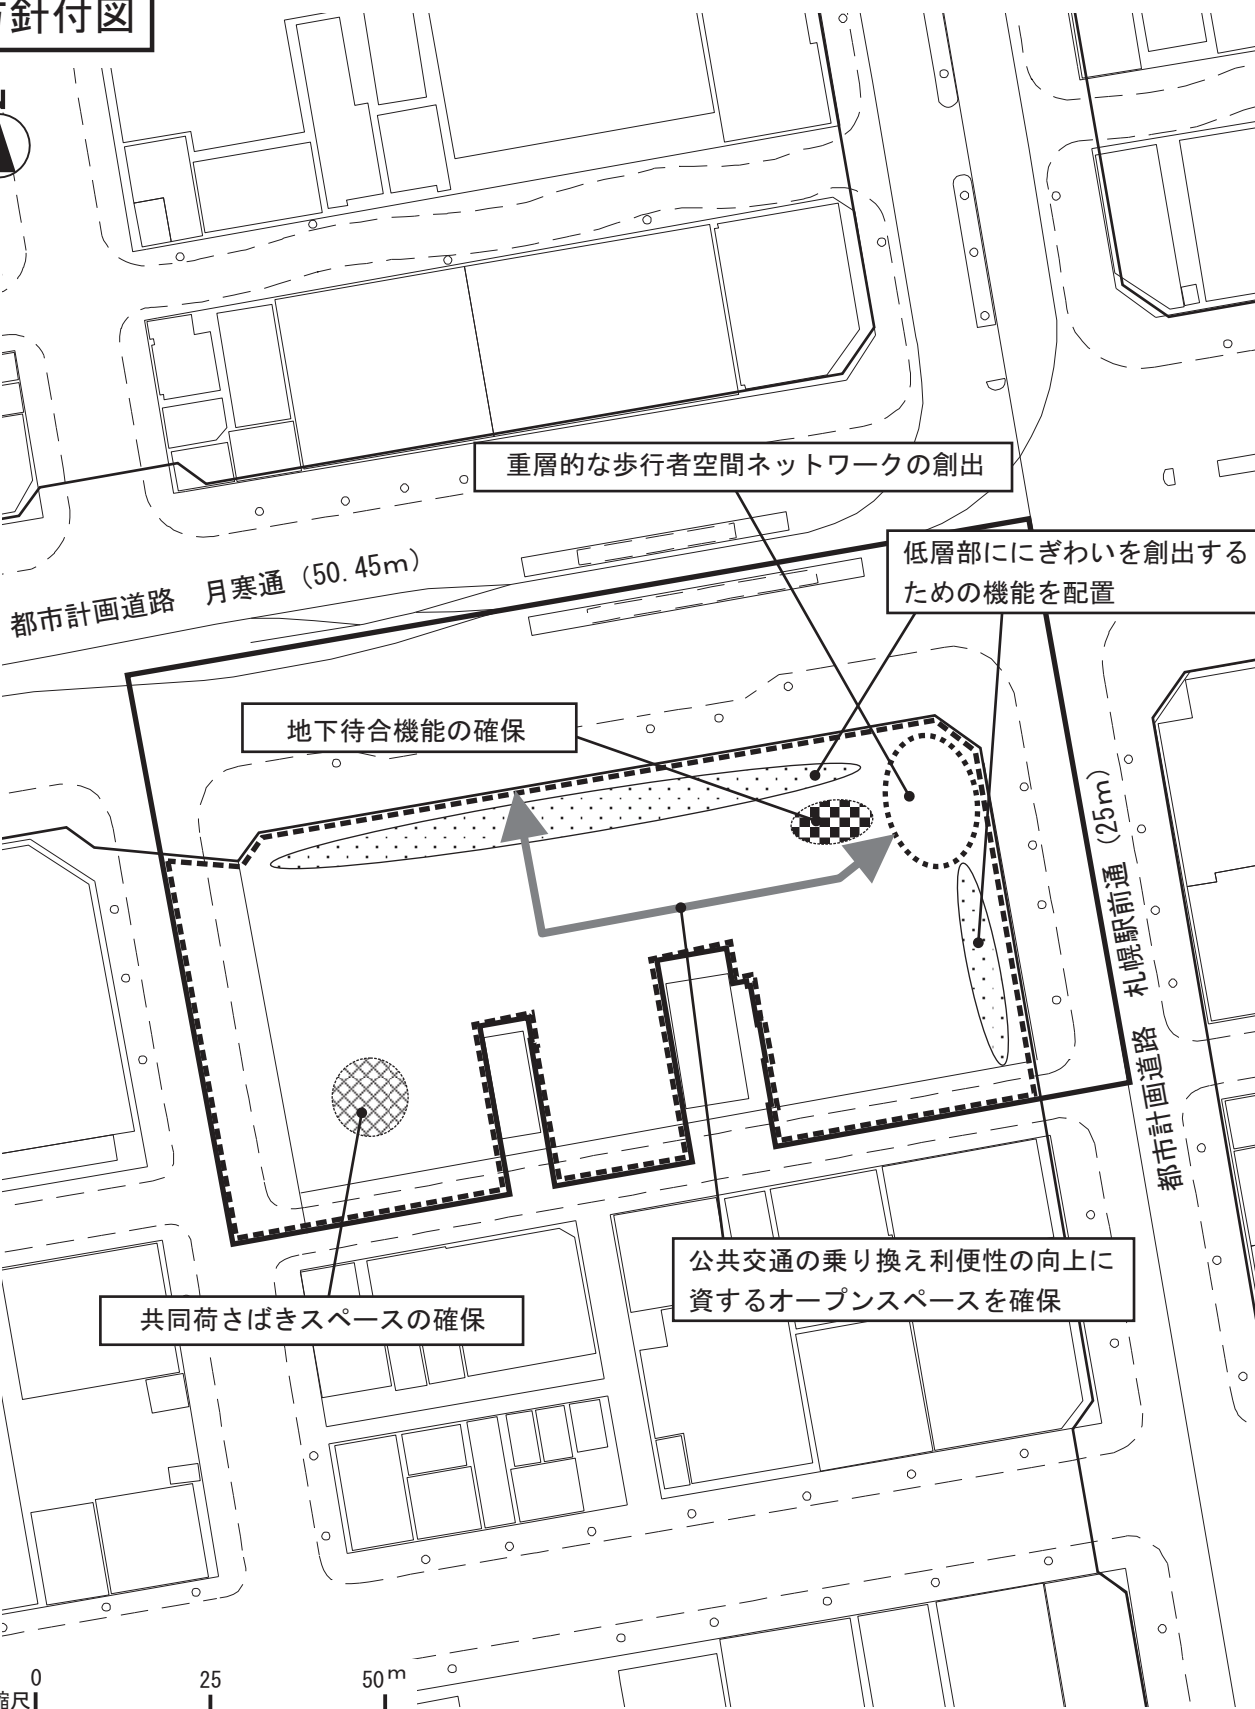 方針付図
N
重層的な歩行者空間ネットワークの創出
低層部ににぎわいを創出する
ための機能を配置
都市計画道路 月寒通（50.45m）
地下待合機能の確保
都市計画道路 札幌駅前通（25m）
公共交通の乗り換え利便性の向上に
資するオープンスペースを確保
共同荷さばきスペースの確保
0 25 50m
縮尺